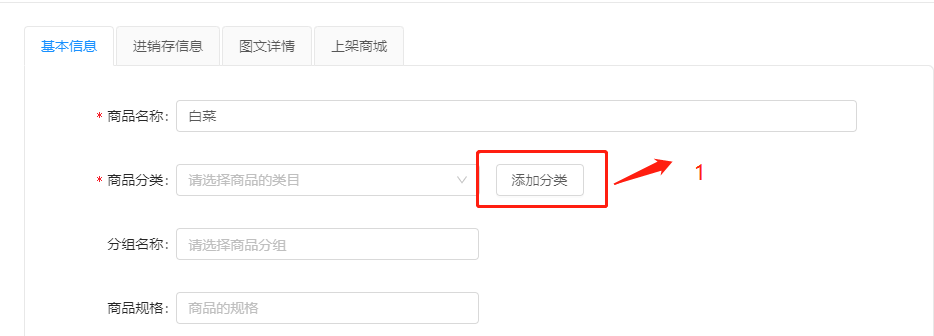 基本信息 进销存信息 图文详情 上架商城
* 商品名称: 白菜
* 商品分类: 请选择商品的类目 添加分类 1
分组名称: 请选择商品分组
商品规格: 商品的规格